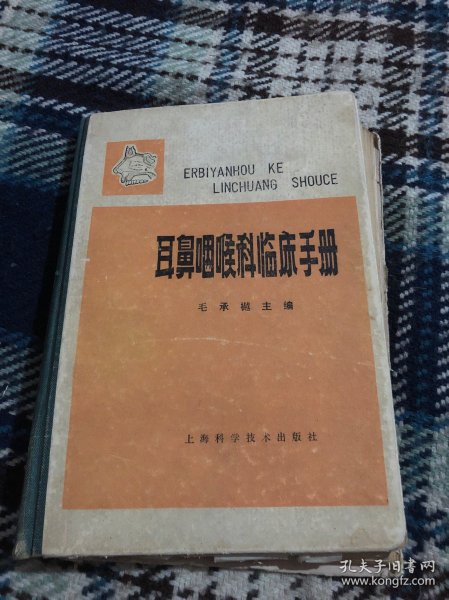 ERBIYANHOU KE
LINCHUANG SHOUCE
耳鼻咽喉科临床手册
毛承樾主编
上海科学技术出版社
孔夫子旧书网
www.kongfz.com